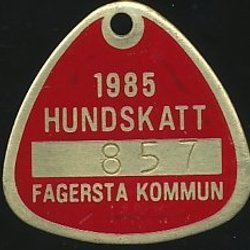 1985
HUNDSKATT
857
FAGERSTA KOMMUN